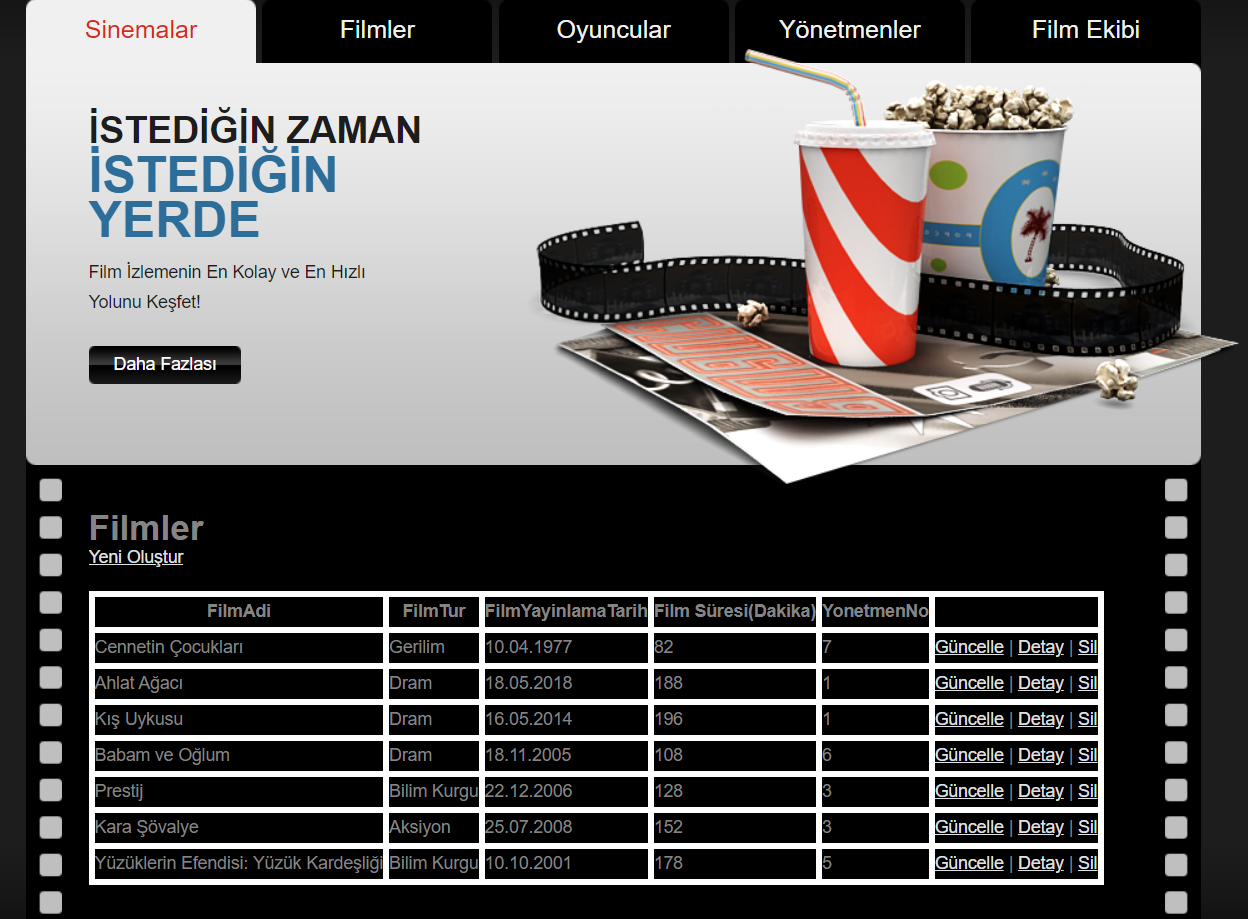 Sinemalar Filmler Oyuncular Yönetmenler Film Ekibi
İSTEDİĞİN ZAMAN
İSTEDİĞİN
YERDE
Film İzlemenin En Kolay ve En Hızlı
Yolunu Keşfet!
Daha Fazlası
Filmler
Yeni Oluştur
FilmAdi FilmTur FilmYayinlamaTarih Film Süresi(Dakika) YonetmenNo
Cennetin Çocukları Gerilim 10.04.1977 82 7 Güncelle | Detay | Sil
Ahlat Ağacı Dram 18.05.2018 188 1 Güncelle | Detay | Sil
Kış Uykusu Dram 16.05.2014 196 1 Güncelle | Detay | Sil
Babam ve Oğlum Dram 18.11.2005 108 6 Güncelle | Detay | Sil
Prestij Bilim Kurgu 22.12.2006 128 3 Güncelle | Detay | Sil
Kara Şövalye Aksiyon 25.07.2008 152 3 Güncelle | Detay | Sil
Yüzüklerin Efendisi: Yüzük Kardeşliği Bilim Kurgu 10.10.2001 178 5 Güncelle | Detay | Sil